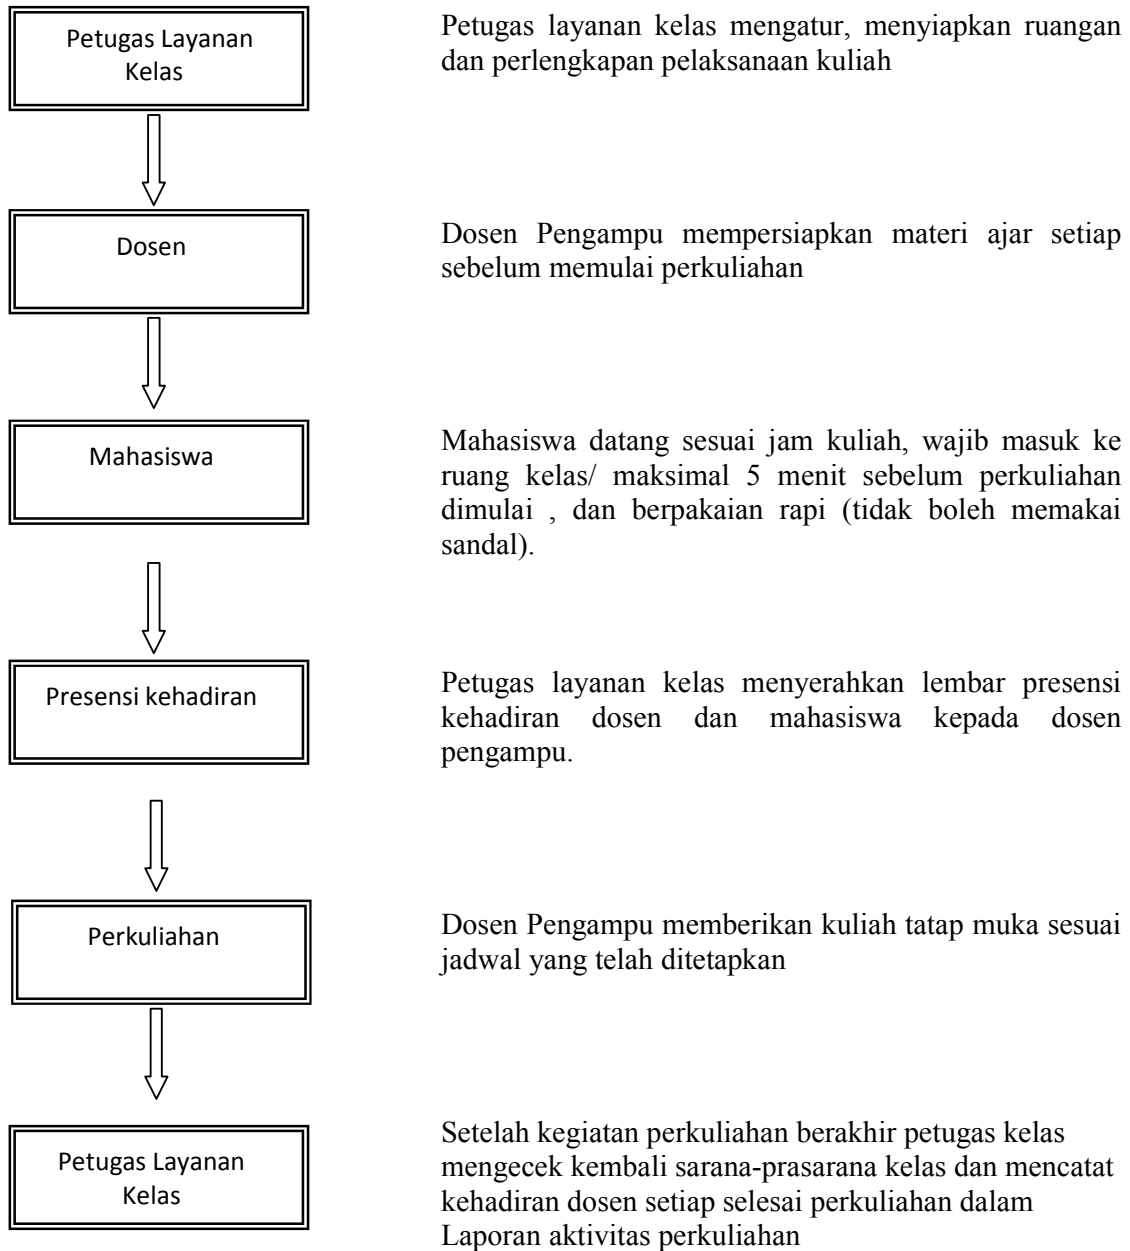 Petugas Layanan
Kelas
Petugas layanan kelas mengatur, menyiapkan ruangan
dan perlengkapan pelaksanaan kuliah
Dosen
Dosen Pengampu mempersiapkan materi ajar setiap
sebelum memulai perkuliahan
Mahasiswa
Mahasiswa datang sesuai jam kuliah, wajib masuk ke
ruang kelas/ maksimal 5 menit sebelum perkuliahan
dimulai , dan berpakaian rapi (tidak boleh memakai
sandal).
Presensi kehadiran
Petugas layanan kelas menyerahkan lembar presensi
kehadiran dosen dan mahasiswa kepada dosen
pengampu.
Perkuliahan
Dosen Pengampu memberikan kuliah tatap muka sesuai
jadwal yang telah ditetapkan
Petugas Layanan
Kelas
Setelah kegiatan perkuliahan berakhir petugas kelas
mengecek kembali sarana-prasarana kelas dan mencatat
kehadiran dosen setiap selesai perkuliahan dalam
Laporan aktivitas perkuliahan